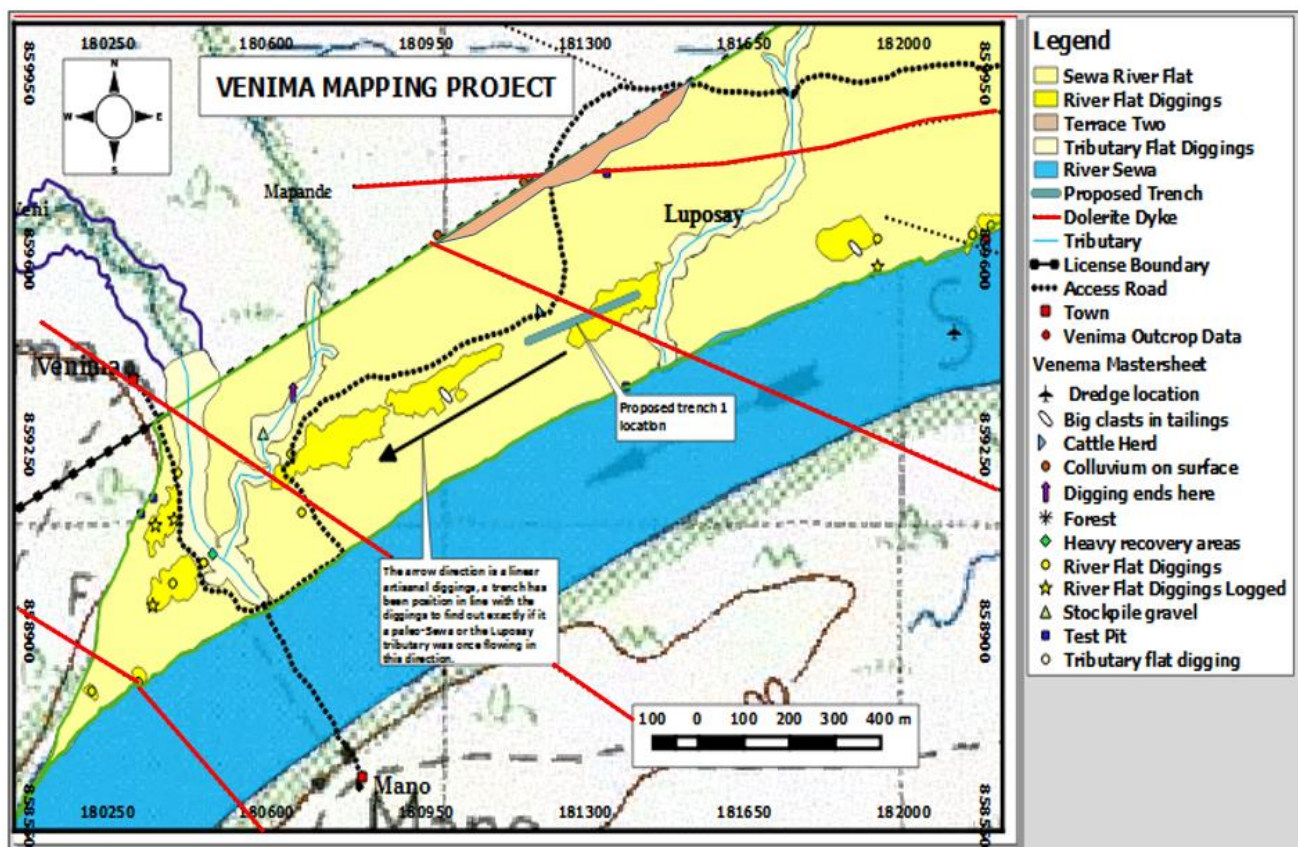 180250 180600 180950 181300 181650 182000
859950
859950
N
W E
S
VENIMA MAPPING PROJECT
Mapande
Veni
Luposay
859600
859600
Venima
Proposed trench 1
location
859250
859250
The arrow direction is a linear
artisanal diggings, a trench has
been position in line with the
diggings to find out exactly if it
a paleo-Sewa or the Luposay
tributary was once flowing in
this direction.
858900
858900
S
F
100 0 100 200 300 400 m
Mano
858550
858550
180250 180600 180950 181300 181650 182000
Legend
Sewa River Flat
River Flat Diggings
Terrace Two
Tributary Flat Diggings
River Sewa
Proposed Trench
Dolerite Dyke
Tributary
License Boundary
Access Road
Town
Venima Outcrop Data
Venema Mastersheet
Dredge location
Big clasts in tailings
Cattle Herd
Colluvium on surface
Digging ends here
Forest
Heavy recovery areas
River Flat Diggings
River Flat Diggings Logged
Stockpile gravel
Test Pit
Tributary flat digging